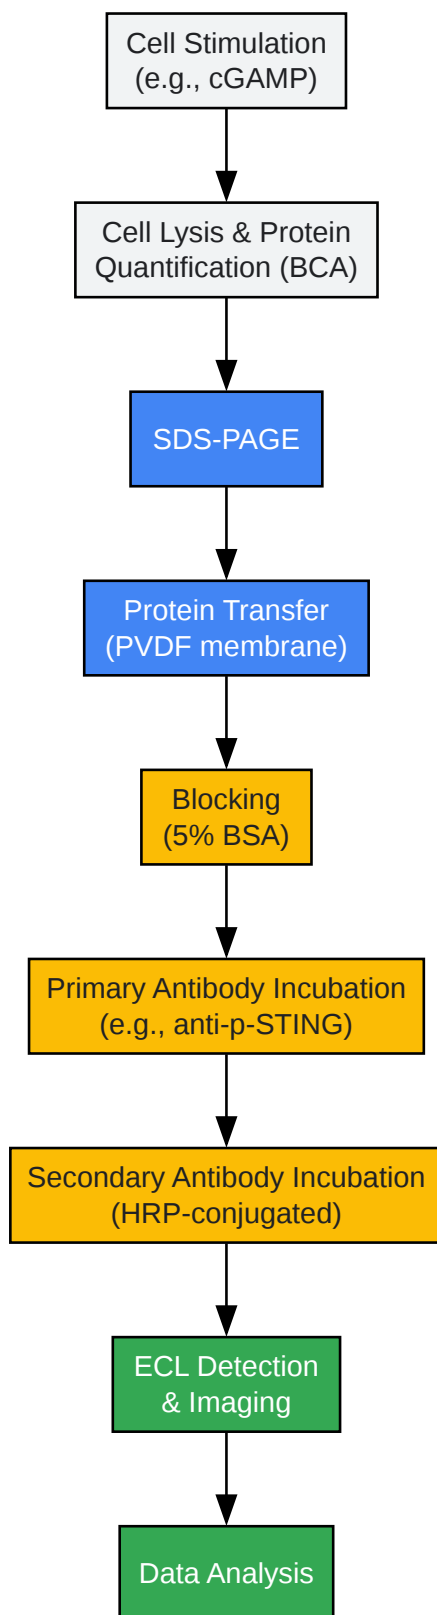 Cell Stimulation
(e.g., cGAMP)
Cell Lysis & Protein
Quantification (BCA)
SDS-PAGE
Protein Transfer
(PVDF membrane)
Blocking
(5% BSA)
Primary Antibody Incubation
(e.g., anti-p-STING)
Secondary Antibody Incubation
(HRP-conjugated)
ECL Detection
& Imaging
Data Analysis